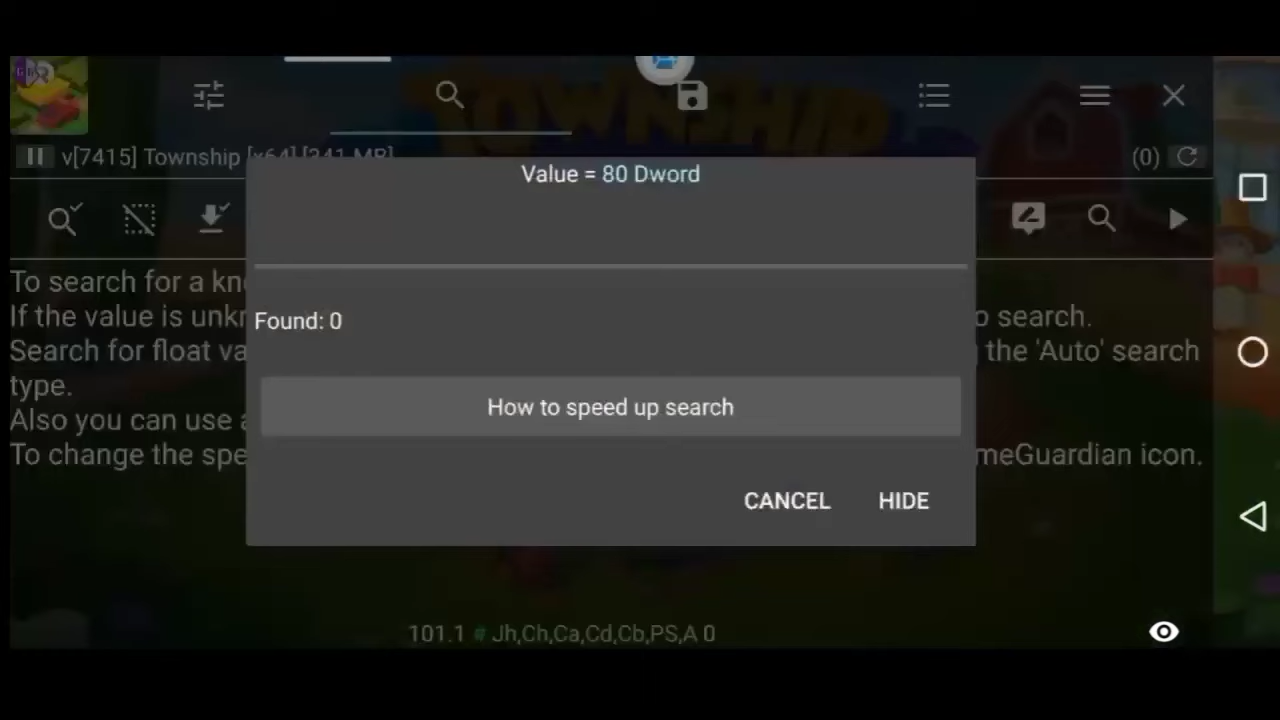 TOWNSHIP
v[7415] Township [x64] [341 MB]
(0)
Value = 80 Dword
To search for a kn
If the value is unkn
o search.
Found: 0
Search for float va
the 'Auto' search
type.
How to speed up search
Also you can use a
To change the spe
meGuardian icon.
CANCEL HIDE
101.1 # Jh,Ch,Ca,Cd,Cb,PS,A 0